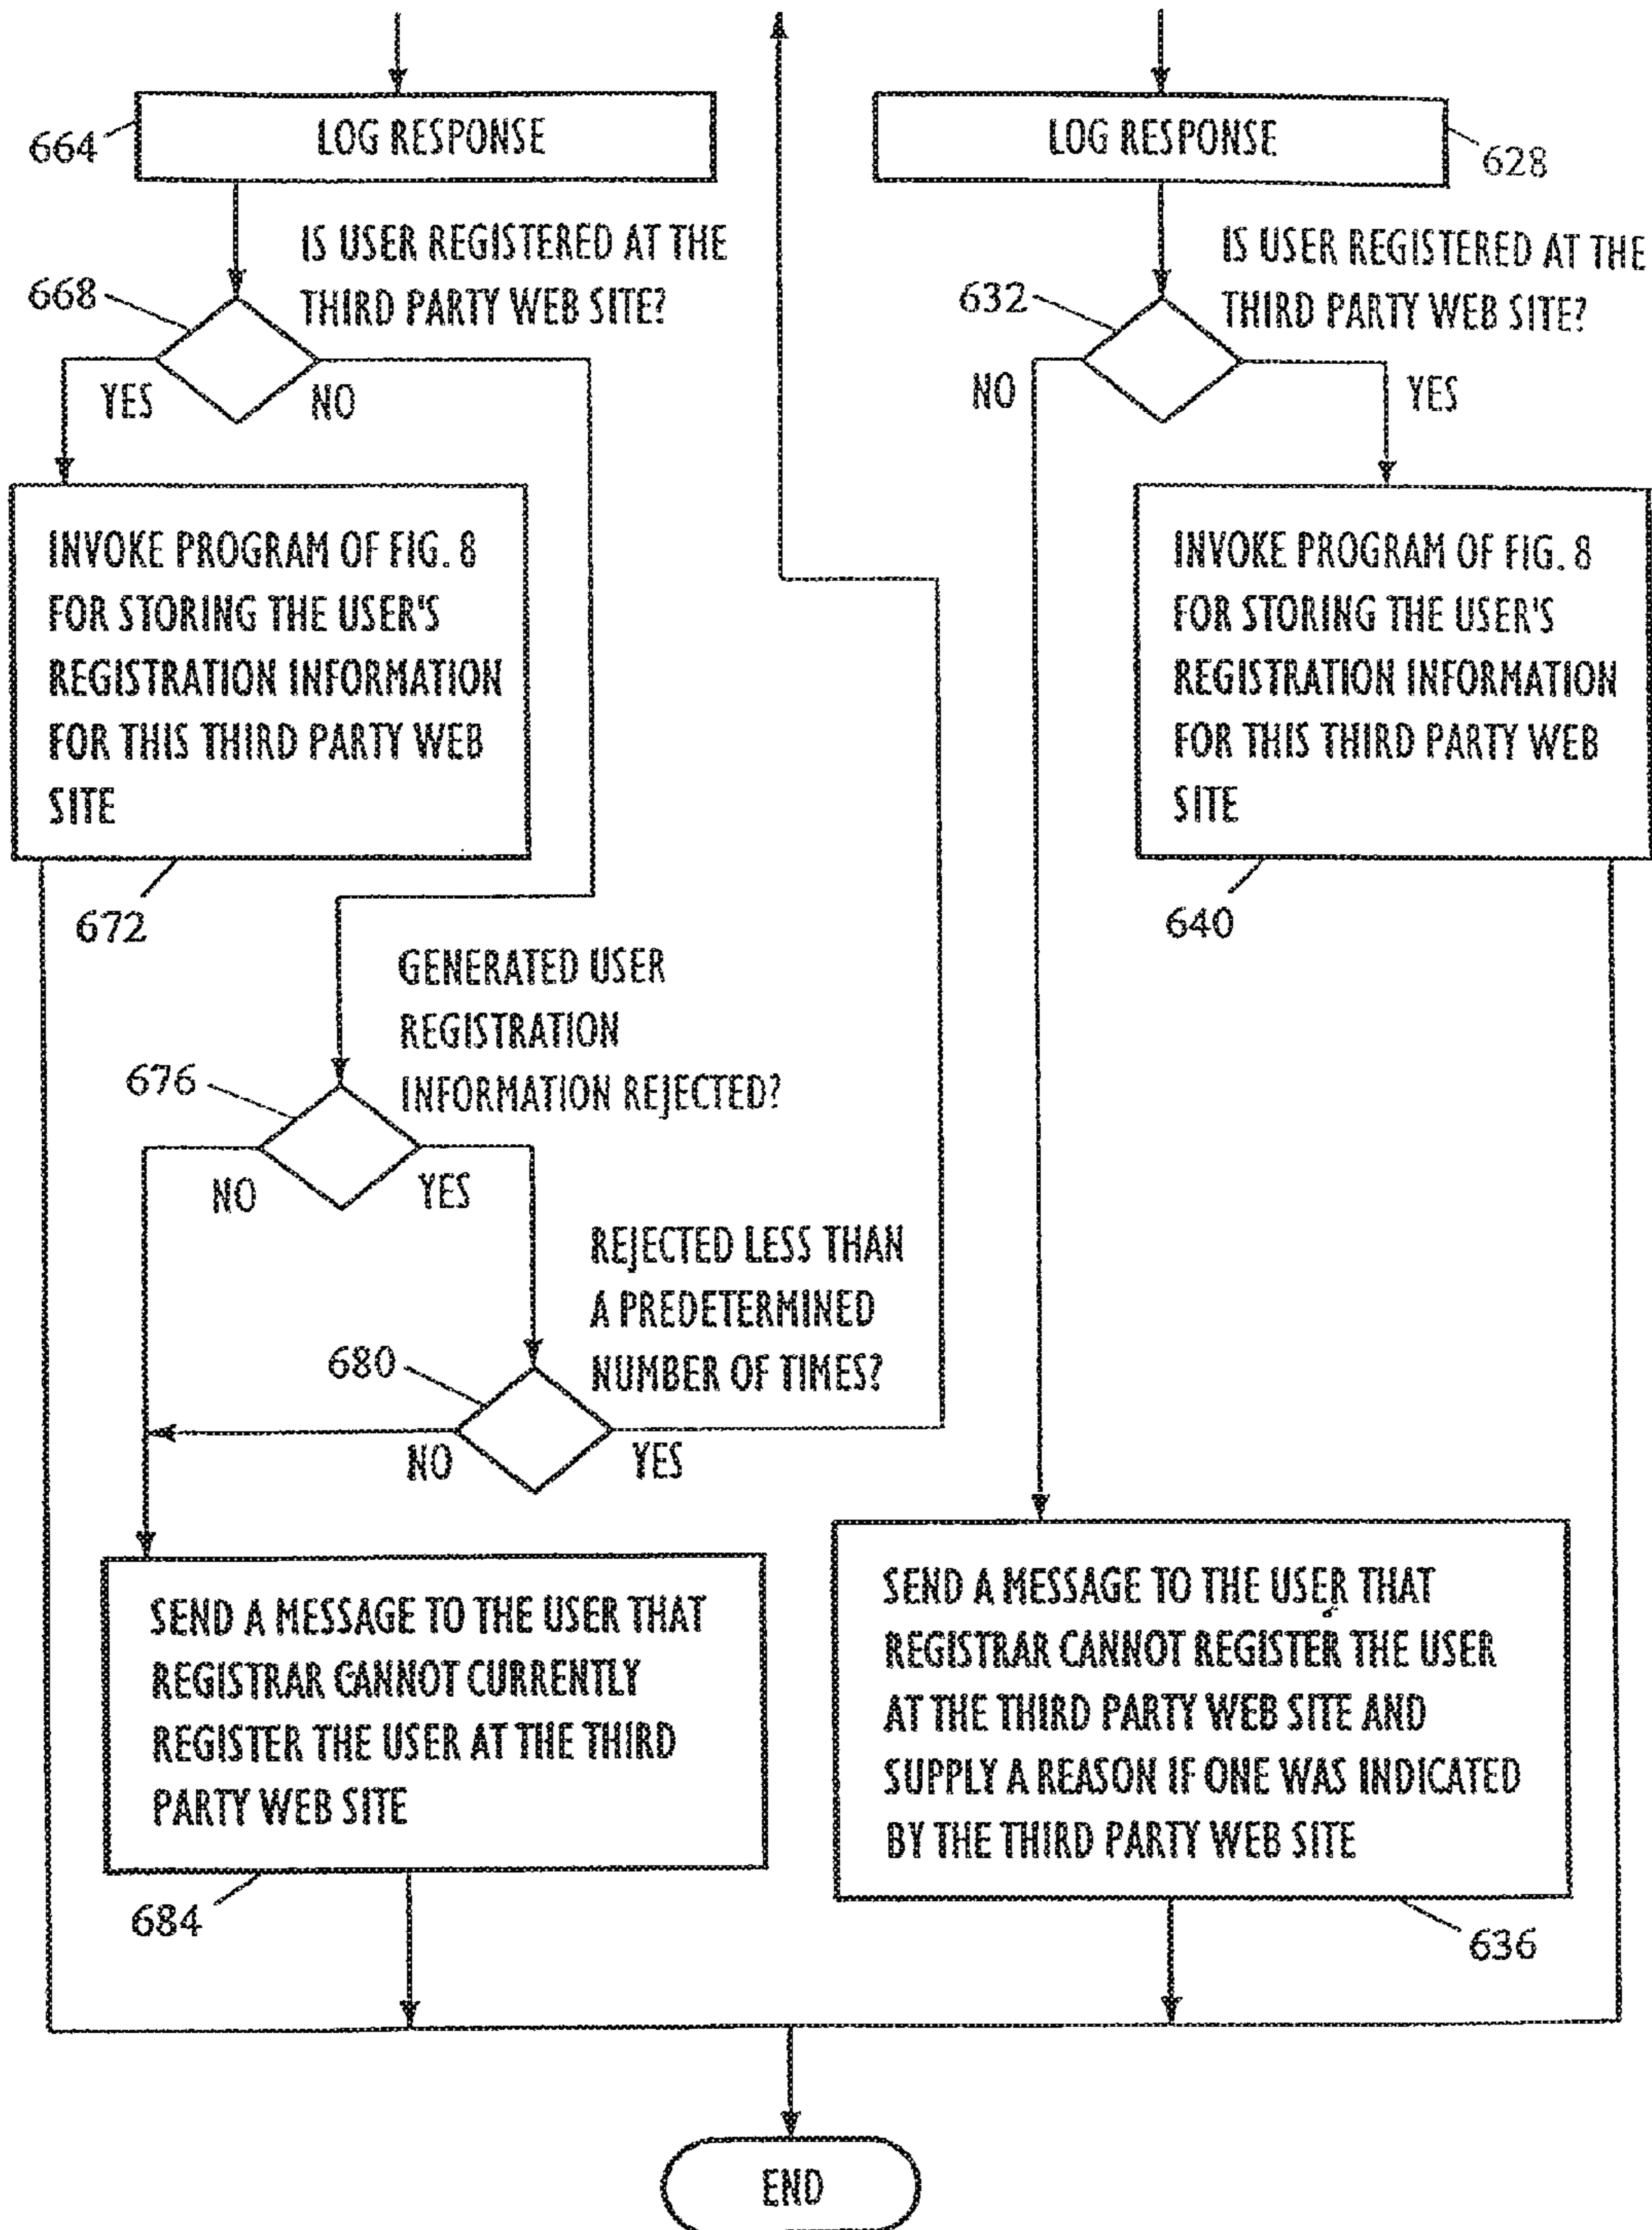 LOG RESPONSE
664
IS USER REGISTERED AT THE
THIRD PARTY WEB SITE?
668
YES
NO
INVOKE PROGRAM OF FIG. 8
FOR STORING THE USER'S
REGISTRATION INFORMATION
FOR THIS THIRD PARTY WEB
SITE
672
GENERATED USER
REGISTRATION
INFORMATION REJECTED?
676
NO
YES
REJECTED LESS THAN
A PREDETERMINED
NUMBER OF TIMES?
680
NO
YES
SEND A MESSAGE TO THE USER THAT
REGISTRAR CANNOT CURRENTLY
REGISTER THE USER AT THE THIRD
PARTY WEB SITE
684
LOG RESPONSE
628
IS USER REGISTERED AT THE
THIRD PARTY WEB SITE?
632
NO
YES
INVOKE PROGRAM OF FIG. 8
FOR STORING THE USER'S
REGISTRATION INFORMATION
FOR THIS THIRD PARTY WEB
SITE
640
SEND A MESSAGE TO THE USER THAT
REGISTRAR CANNOT REGISTER THE USER
AT THE THIRD PARTY WEB SITE AND
SUPPLY A REASON IF ONE WAS INDICATED
BY THE THIRD PARTY WEB SITE
636
END